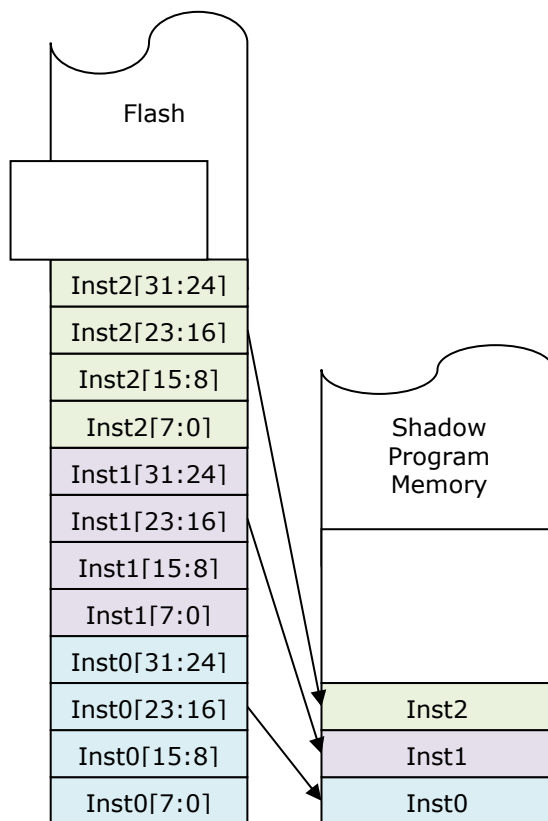 Flash
Inst2[31:24]
Inst2[23:16]
Inst2[15:8]
Inst2[7:0]
Inst1[31:24]
Inst1[23:16]
Inst1[15:8]
Inst1[7:0]
Inst0[31:24]
Inst0[23:16]
Inst0[15:8]
Inst0[7:0]
Shadow
Program
Memory
Inst2
Inst1
Inst0